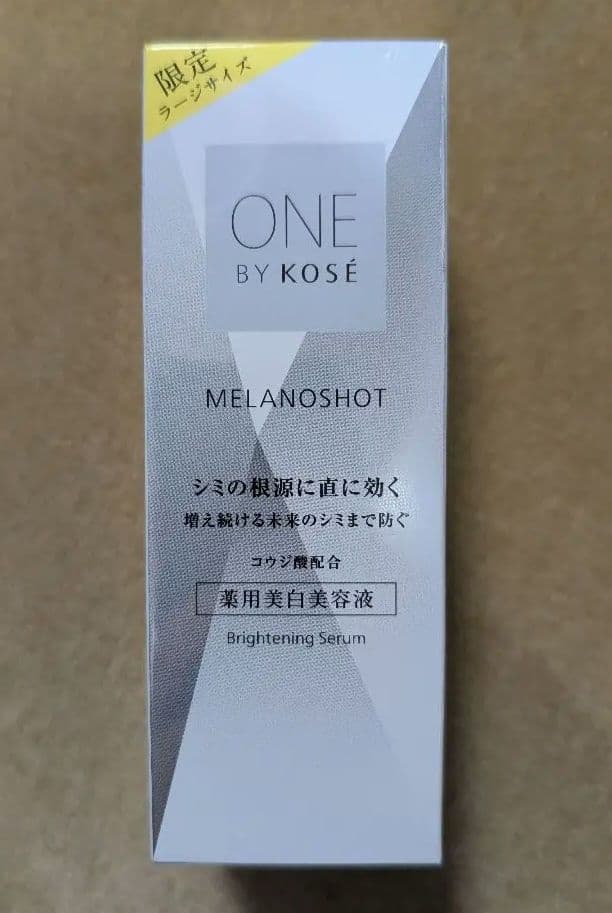 限定
ラージサイズ
ONE
BY KOSÉ
MELANOSHOT
シミの根源に直に効く
増え続ける未来のシミまで防ぐ
コウジ酸配合
薬用美白美容液
Brightening Serum